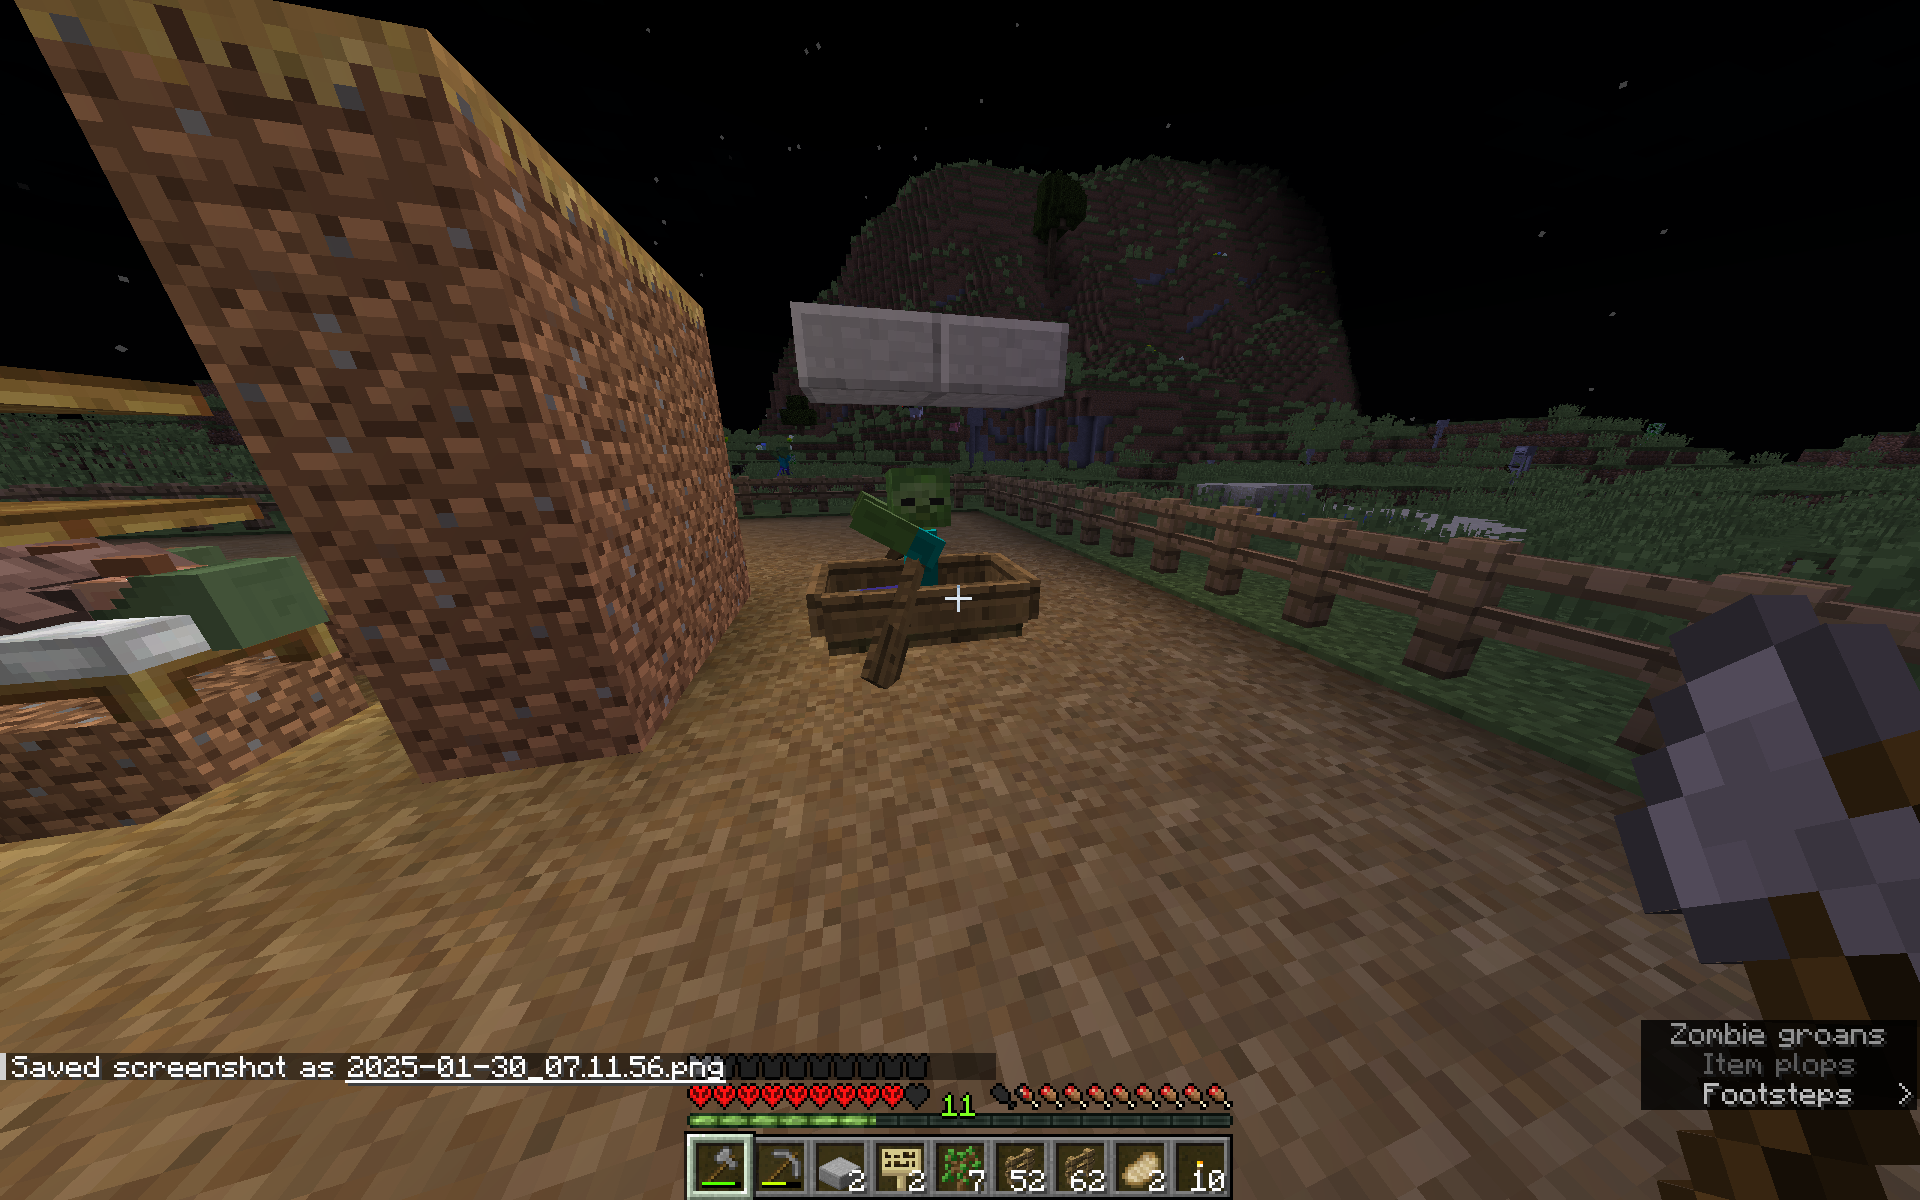 Zombie groans
Item plops
Footsteps >
Saved screenshot as 2025-01-30_07.11.56.png
11
2 2 7 52 62 2 10